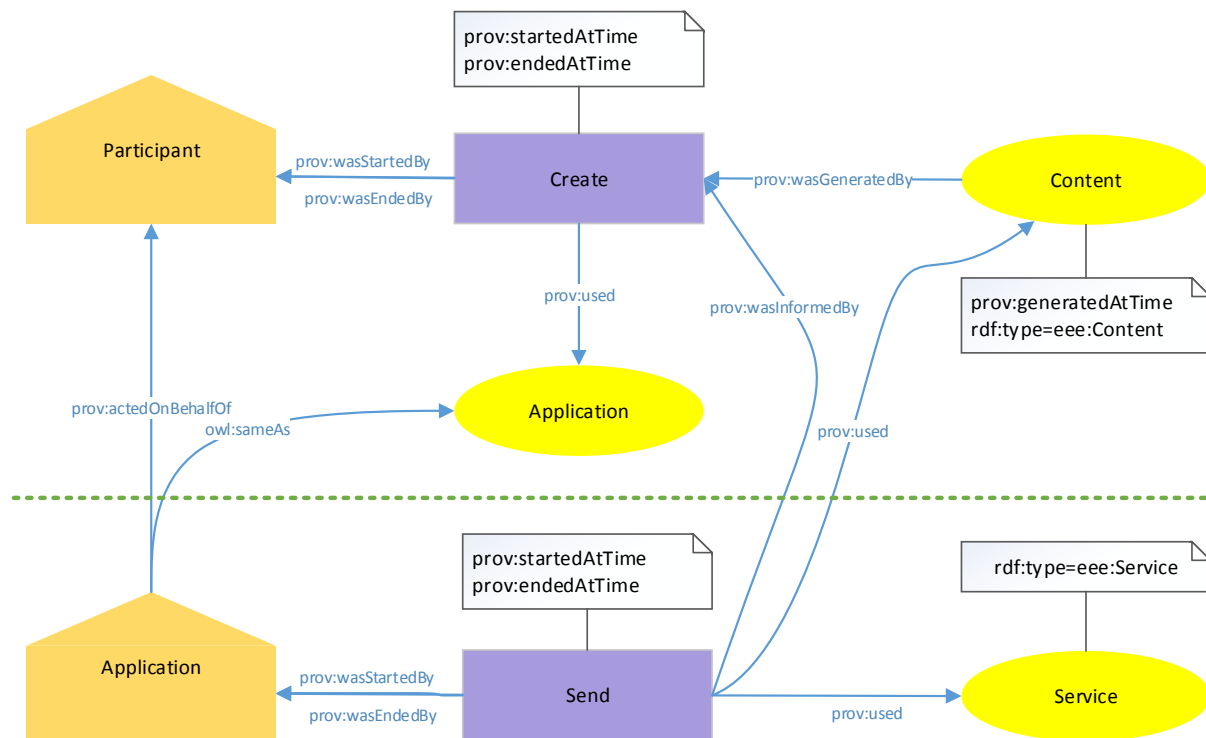 prov:startedAtTime
prov:endedAtTime
Participant
prov:wasStartedBy
prov:wasEndedBy
Create
prov:wasGeneratedBy
Content
prov:used
prov:wasInformedBy
prov:generatedAtTime
rdf:type=eee:Content
prov:actedOnBehalfOf
owl:sameAs
Application
prov:used
prov:startedAtTime
prov:endedAtTime
rdf:type=eee:Service
Application
prov:wasStartedBy
prov:wasEndedBy
Send
prov:used
Service